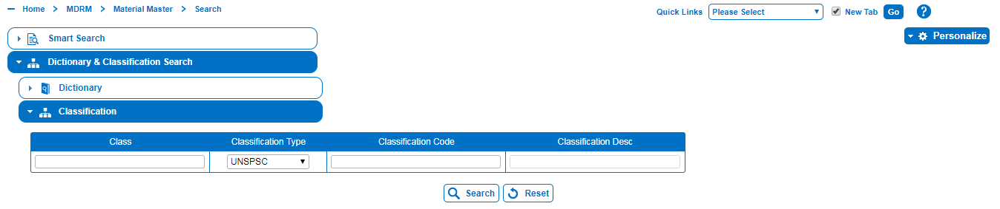 Home > MDRM > Material Master > Search
Quick Links Please Select New Tab Go ?
Smart Search
Personalize
Dictionary & Classification Search
Dictionary
Classification
Class Classification Type Classification Code Classification Desc
UNSPSC
Search Reset